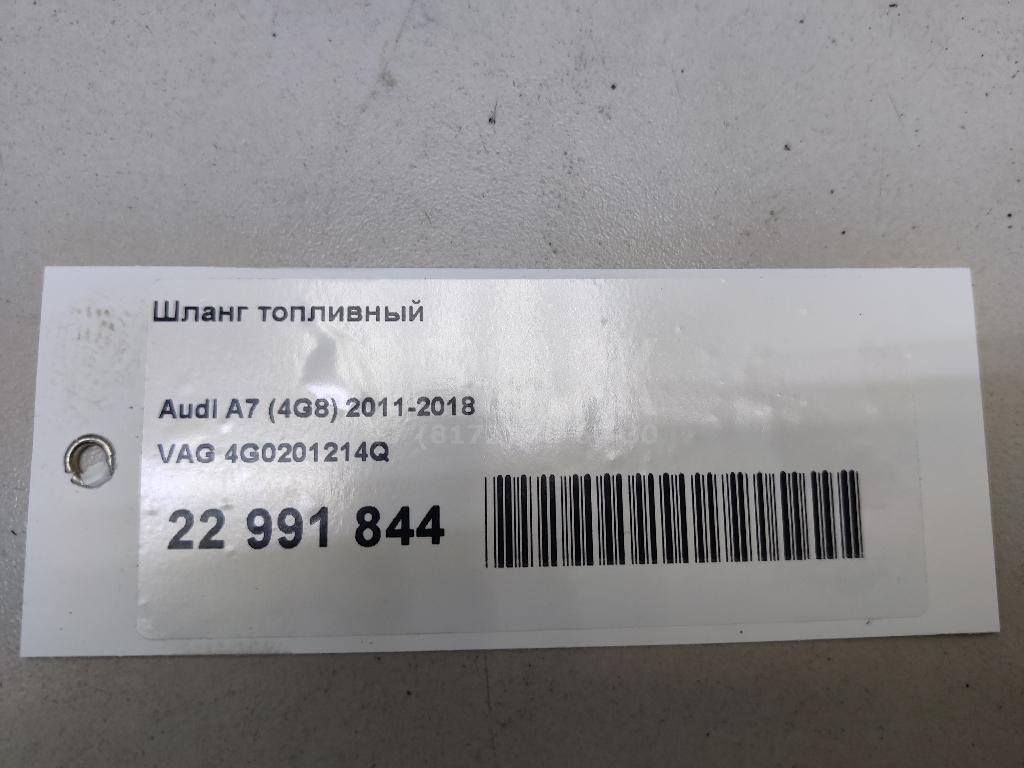 Шланг топливный
Audi A7 (4G8) 2011-2018
VAG 4G0201214Q
22 991 844